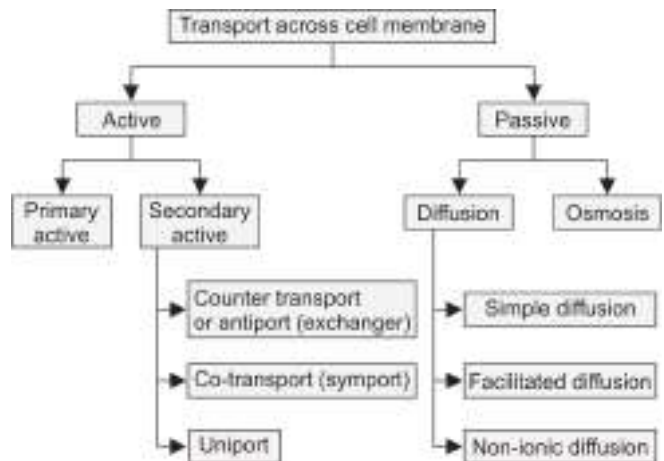 Transport across cell membrane
Active
Passive
Primary
active
Secondary
active
Diffusion
Osmosis
Counter transport
or antiport (exchanger)
Co-transport (symport)
Uniport
Simple diffusion
Facilitated diffusion
Non-ionic diffusion